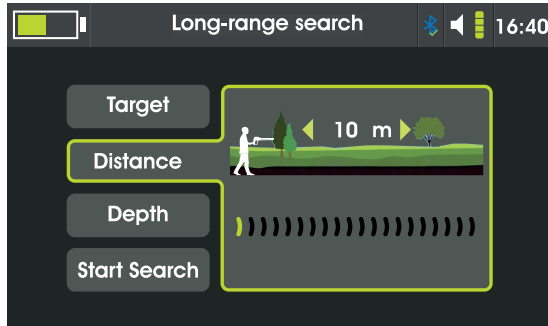 Long-range search
16:40
Target
10 m
Distance
Depth
Start Search